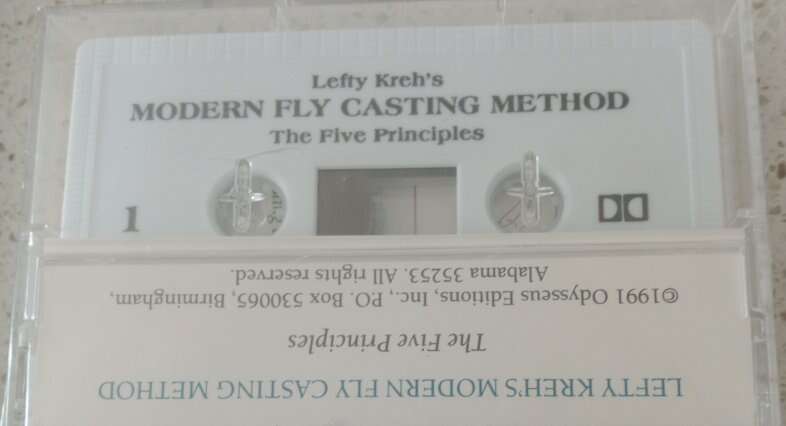 Lefty Kreh's
MODERN FLY CASTING METHOD
The Five Principles
1
LEFTY KREH'S MODERN FLY CASTING METHOD
The Five Principles
©1991 Odysseus Editions, Inc., P.O. Box 530065, Birmingham,
Alabama 35253. All rights reserved.